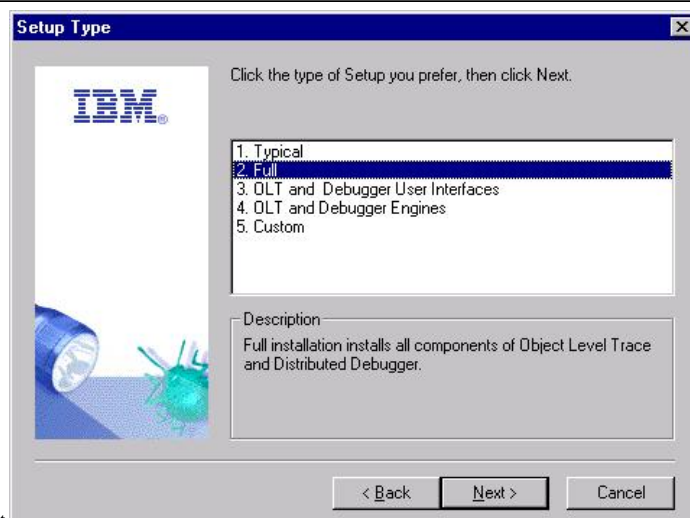 Setup Type
IBM®
Click the type of Setup you prefer, then click Next.
1. Typical
2. Full
3. OLT and  Debugger User Interfaces
4. OLT and Debugger Engines
5. Custom
Description
Full installation installs all components of Object Level Trace
and Distributed Debugger.
< Back
Next >
Cancel